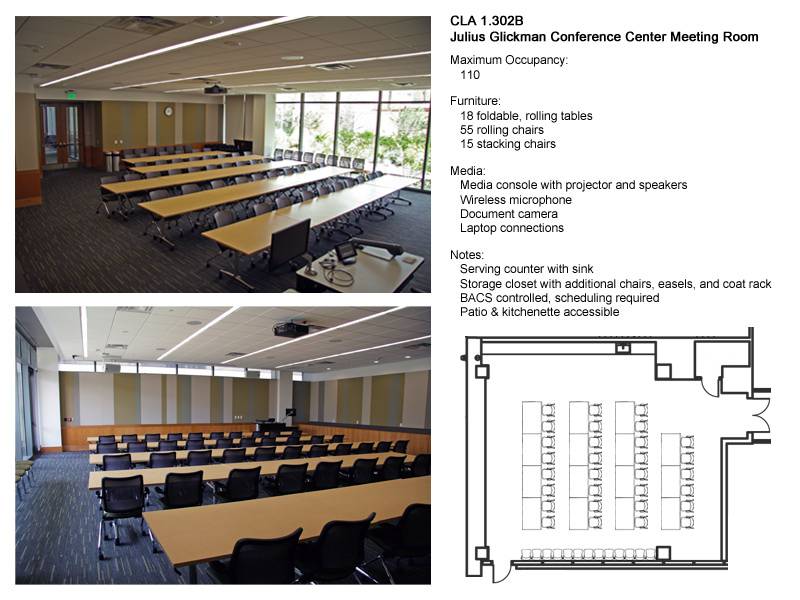 CLA 1.302B
Julius Glickman Conference Center Meeting Room
Maximum Occupancy:
110
Furniture:
18 foldable, rolling tables
55 rolling chairs
15 stacking chairs
Media:
Media console with projector and speakers
Wireless microphone
Document camera
Laptop connections
Notes:
Serving counter with sink
Storage closet with additional chairs, easels, and coat rack
BACS controlled, scheduling required
Patio & kitchenette accessible